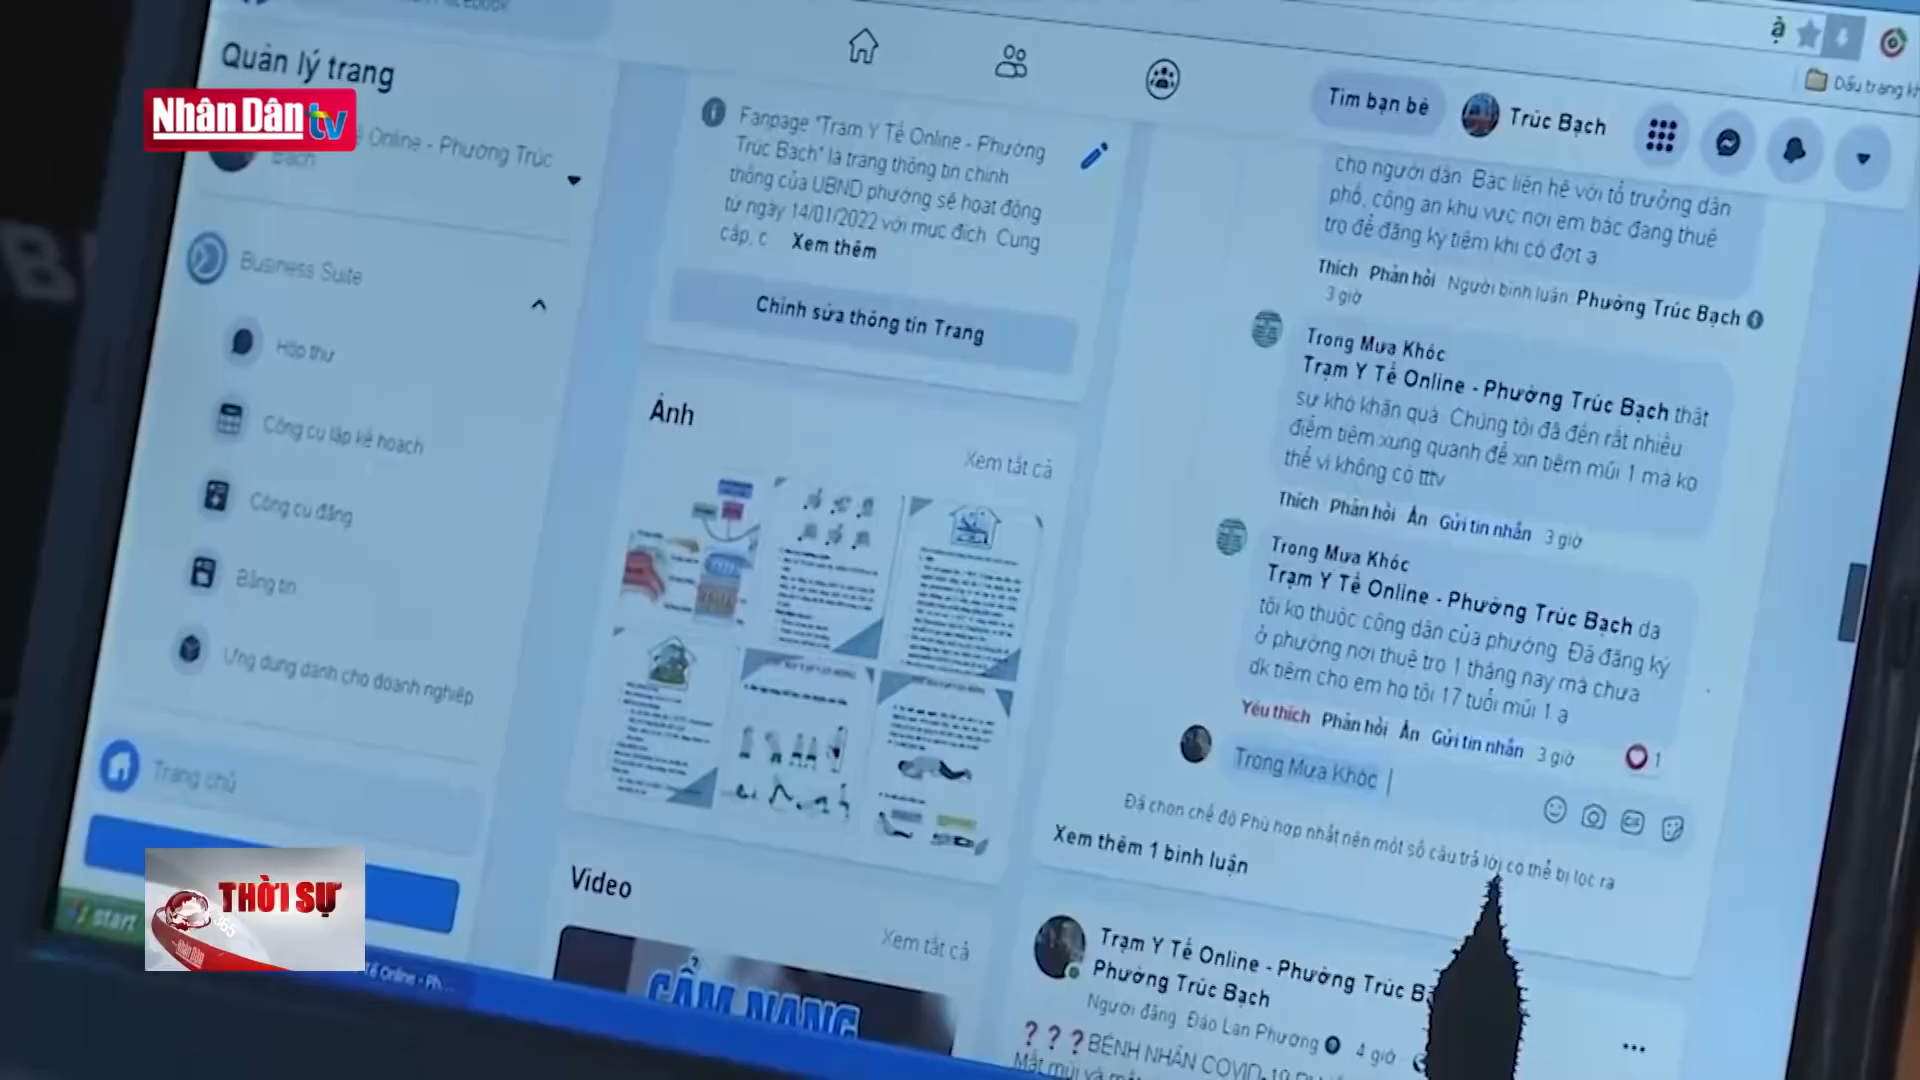 Quản lý trang
Nhân Dân tv
Online - Phường Trúc
Bạch
Business Suite
Hộp thư
Công cụ lập kế hoạch
Công cụ đăng
Bảng tin
Ứng dụng dành cho doanh nghiệp
Trang chủ
THỜI SỰ
365
Nhân Dân
start
Fanpage "Trạm Y Tế Online - Phường
Trúc Bạch" là trang thông tin chính
thống của UBND phường sẽ hoạt động
từ ngày 14/01/2022 với mục đích Cung
cấp, c Xem thêm
Chỉnh sửa thông tin Trang
Ảnh
Xem tất cả
Video
Xem tất cả
CẨM NANG
Tìm bạn bè
Trúc Bạch
cho người dân Bác liên hệ với tổ trưởng dân
phố, công an khu vực nơi em bác đang thuê
trọ để đăng ký tiêm khi có đợt ạ
Thích Phản hồi Người bình luận Phường Trúc Bạch
3 giờ
Trong Mưa Khóc
Trạm Y Tế Online - Phường Trúc Bạch thật
sự khó khăn quá Chúng tôi đã đến rất nhiều
điểm tiêm xung quanh để xin tiêm mũi 1 mà ko
thể vì không có tttv
Thích Phản hồi Ẩn Gửi tin nhắn 3 giờ
Trong Mưa Khóc
Trạm Y Tế Online - Phường Trúc Bạch dạ
tôi ko thuộc công dân của phường Đã đăng ký
ở phường nơi thuê trọ 1 tháng nay mà chưa
dk tiêm cho em họ tôi 17 tuổi mũi 1 ạ
Yêu thích Phản hồi Ẩn Gửi tin nhắn 3 giờ
1
Trong Mưa Khóc
Đã chọn chế độ Phù hợp nhất nên một số câu trả lời có thể bị lọc ra
Xem thêm 1 bình luận
Trạm Y Tế Online - Phường Trúc B
Phường Trúc Bạch
Người đăng Đào Lan Phương 4 giờ
???BỆNH NHÂN COVID-19